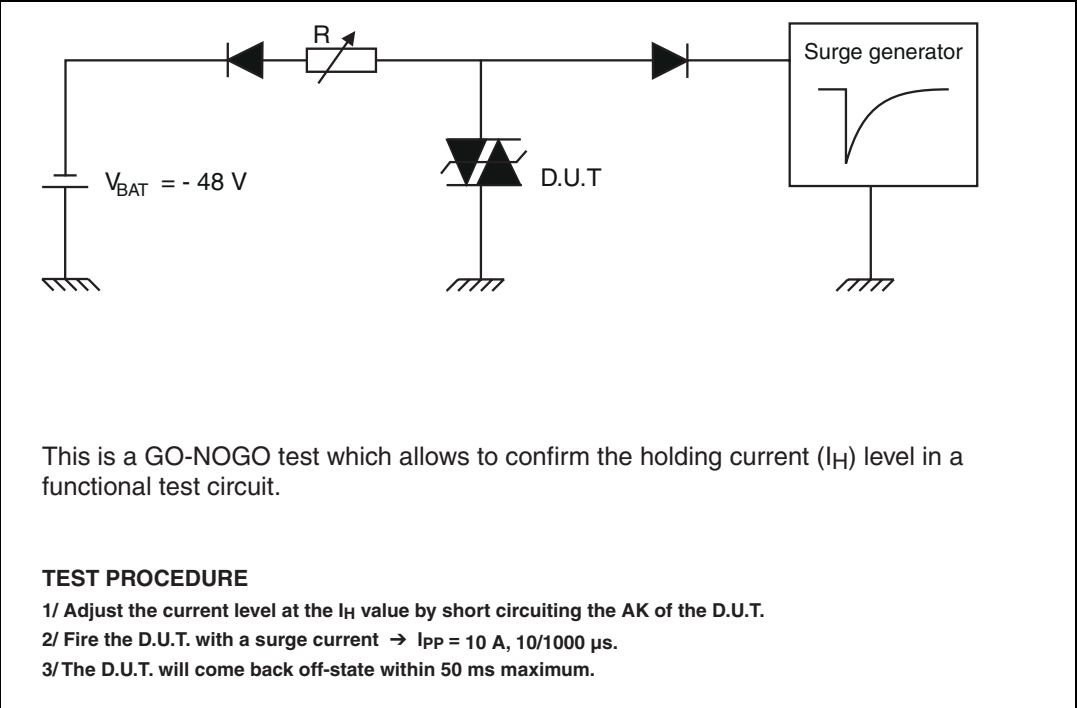 R
Surge generator
V_BAT = - 48 V
D.U.T
This is a GO-NOGO test which allows to confirm the holding current (I_H) level in a
functional test circuit.
TEST PROCEDURE
1/ Adjust the current level at the I_H value by short circuiting the AK of the D.U.T.
2/ Fire the D.U.T. with a surge current ➔ I_PP = 10 A, 10/1000 µs.
3/ The D.U.T. will come back off-state within 50 ms maximum.